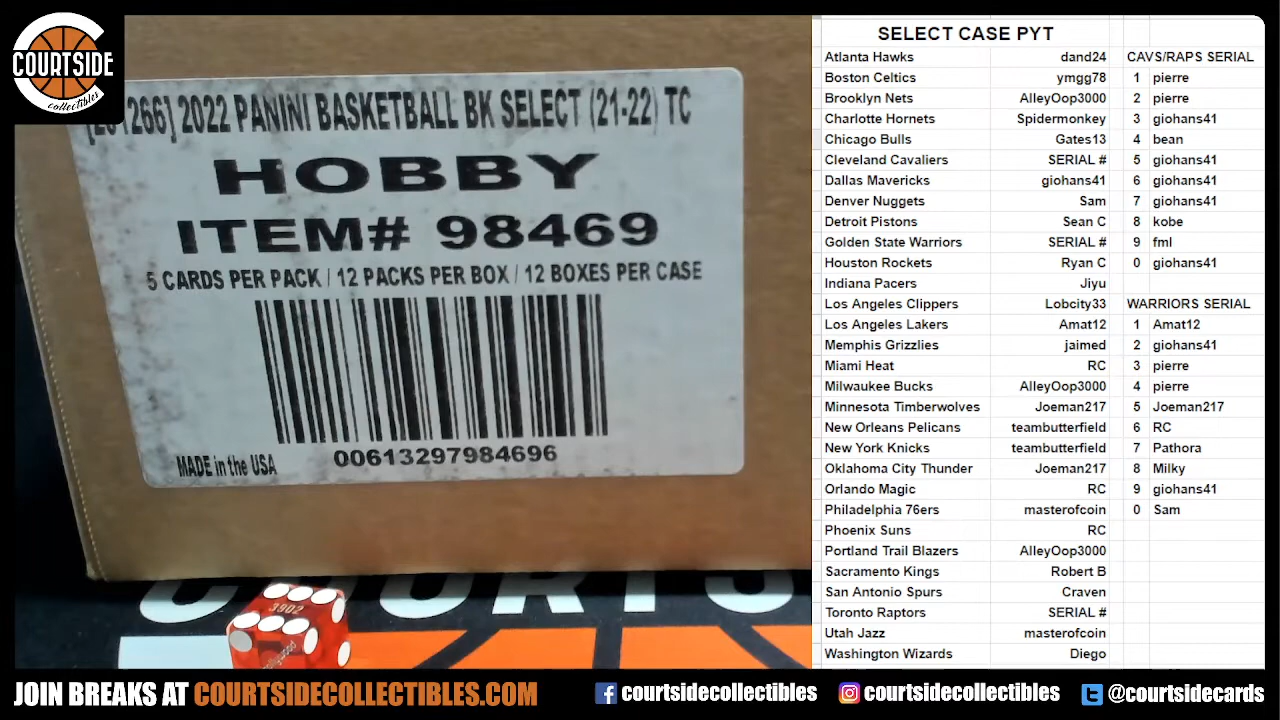 COURTSIDE
collectibles
266] 2022 PANINI BASKETBALL BK SELECT (21-22) TC
HOBBY
ITEM# 98469
5 CARDS PER PACK / 12 PACKS PER BOX / 12 BOXES PER CASE
MADE in the USA
00613297984696
COURTS
3902
SELECT CASE PYT
Atlanta Hawks dand24 CAVS/RAPS SERIAL
Boston Celtics ymgg78 1 pierre
Brooklyn Nets AlleyOop3000 2 pierre
Charlotte Hornets Spidermonkey 3 giohans41
Chicago Bulls Gates13 4 bean
Cleveland Cavaliers SERIAL # 5 giohans41
Dallas Mavericks giohans41 6 giohans41
Denver Nuggets Sam 7 giohans41
Detroit Pistons Sean C 8 kobe
Golden State Warriors SERIAL # 9 fml
Houston Rockets Ryan C 0 giohans41
Indiana Pacers Jiyu
Los Angeles Clippers Lobcity33 WARRIORS SERIAL
Los Angeles Lakers Amat12 1 Amat12
Memphis Grizzlies jaimed 2 giohans41
Miami Heat RC 3 pierre
Milwaukee Bucks AlleyOop3000 4 pierre
Minnesota Timberwolves Joeman217 5 Joeman217
New Orleans Pelicans teambutterfield 6 RC
New York Knicks teambutterfield 7 Pathora
Oklahoma City Thunder Joeman217 8 Milky
Orlando Magic RC 9 giohans41
Philadelphia 76ers masterofcoin 0 Sam
Phoenix Suns RC
Portland Trail Blazers AlleyOop3000
Sacramento Kings Robert B
San Antonio Spurs Craven
Toronto Raptors SERIAL #
Utah Jazz masterofcoin
Washington Wizards Diego
JOIN BREAKS AT COURTSIDECOLLECTIBLES.COM
courtsidecollectibles
courtsidecollectibles
@courtsidecards